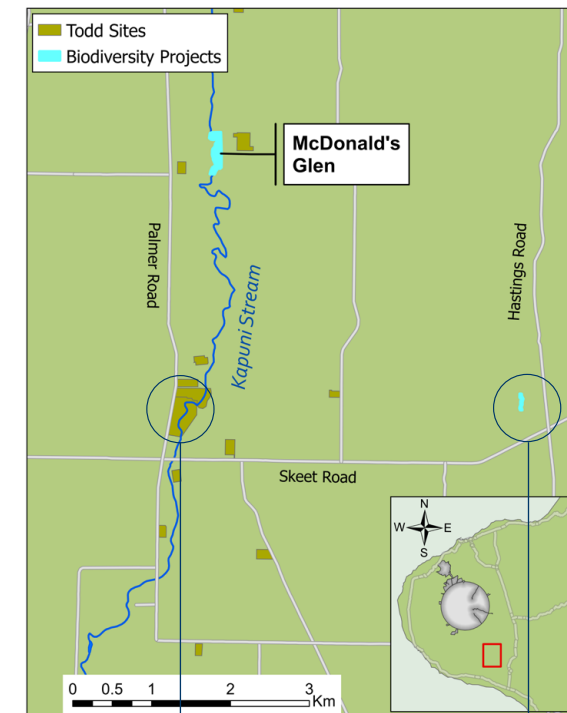 Todd Sites
Biodiversity Projects
McDonald's
Glen
Palmer Road
Kapuni Stream
Hastings Road
Skeet Road
N
W E
S
0 0.5 1 2 3 Km